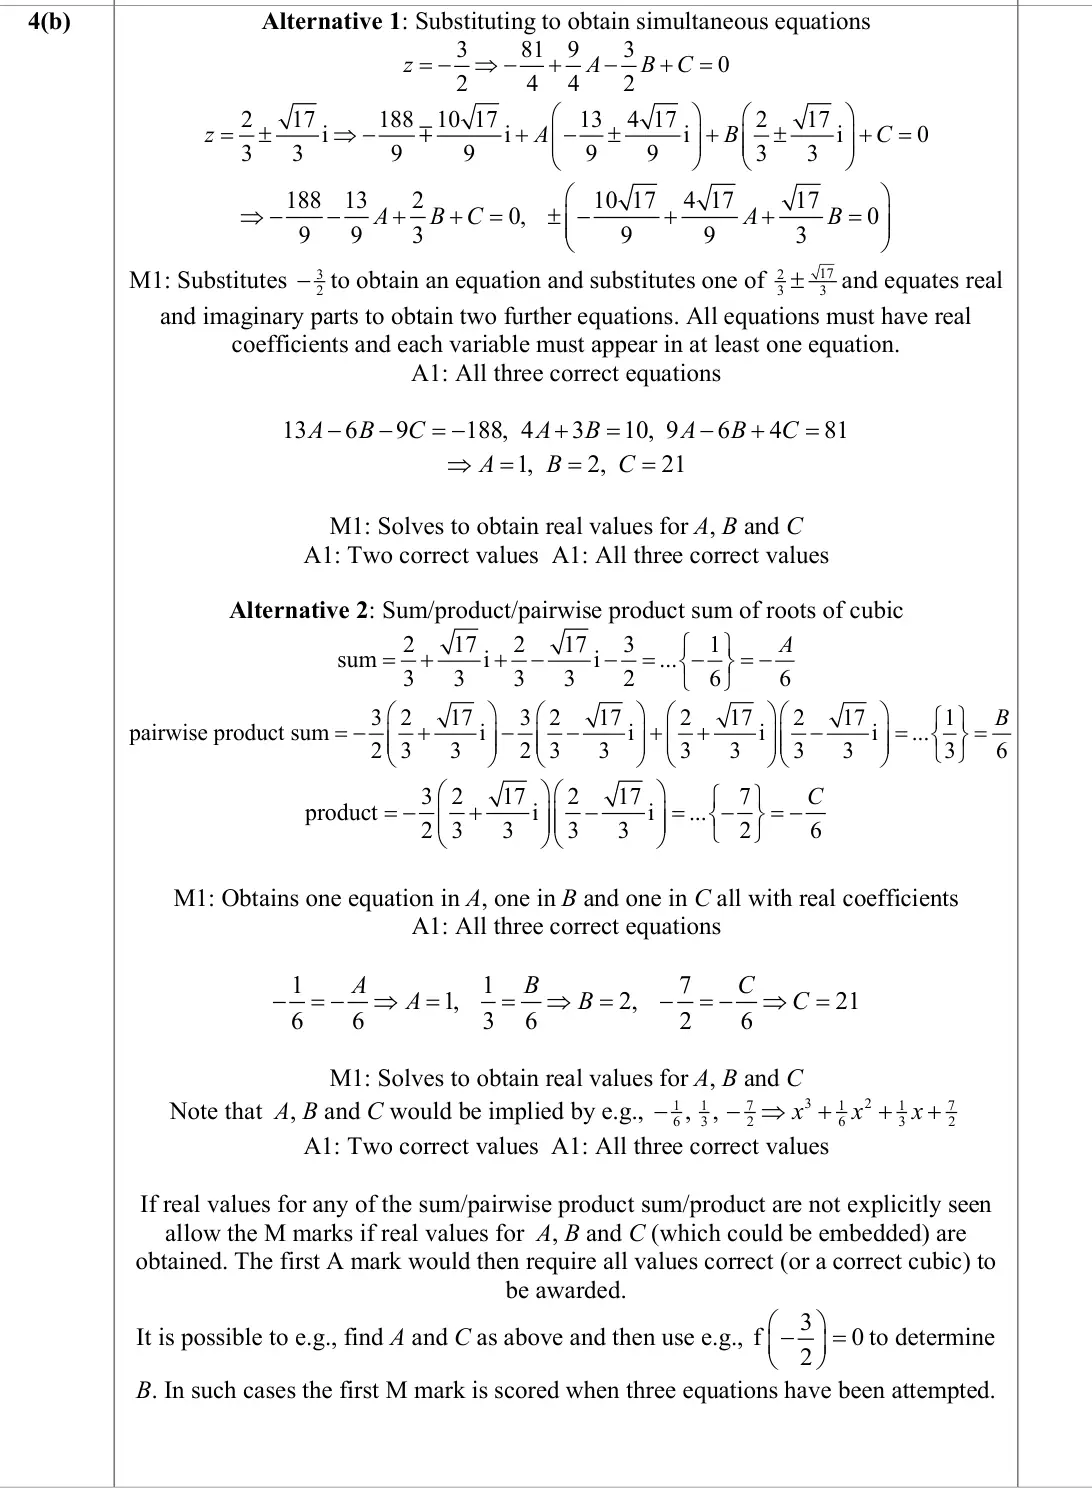 4(b)
Alternative 1: Substituting to obtain simultaneous equations
z = −3/2 ⇒ −81/4 + 9/4 A − 3/2 B + C = 0
z = 2/3 ± √17/3 i ⇒ −188/9 ∓ 10√17/9 i + A(−13/9 ± 4√17/9 i) + B(2/3 ± √17/3 i) + C = 0
⇒ −188/9 − 13/9 A + 2/3 B + C = 0, ±(−10√17/9 + 4√17/9 A + √17/3 B = 0)
M1: Substitutes −3/2 to obtain an equation and substitutes one of 2/3 ± √17/3 and equates real
and imaginary parts to obtain two further equations. All equations must have real
coefficients and each variable must appear in at least one equation.
A1: All three correct equations
13A − 6B − 9C = −188, 4A + 3B = 10, 9A − 6B + 4C = 81
⇒ A = 1, B = 2, C = 21
M1: Solves to obtain real values for A, B and C
A1: Two correct values A1: All three correct values
Alternative 2: Sum/product/pairwise product sum of roots of cubic
sum = 2/3 + √17/3 i + 2/3 − √17/3 i − 3/2 = ...{−1/6} = −A/6
pairwise product sum = −3/2(2/3 + √17/3 i) − 3/2(2/3 − √17/3 i) + (2/3 + √17/3 i)(2/3 − √17/3 i) = ...{1/3} = B/6
product = −3/2(2/3 + √17/3 i)(2/3 − √17/3 i) = ...{−7/2} = −C/6
M1: Obtains one equation in A, one in B and one in C all with real coefficients
A1: All three correct equations
−1/6 = −A/6 ⇒ A = 1, 1/3 = B/6 ⇒ B = 2, −7/2 = −C/6 ⇒ C = 21
M1: Solves to obtain real values for A, B and C
Note that A, B and C would be implied by e.g., −1/6, 1/3, −7/2 ⇒ x³ + 1/6 x² + 1/3 x + 7/2
A1: Two correct values A1: All three correct values
If real values for any of the sum/pairwise product sum/product are not explicitly seen
allow the M marks if real values for A, B and C (which could be embedded) are
obtained. The first A mark would then require all values correct (or a correct cubic) to
be awarded.
It is possible to e.g., find A and C as above and then use e.g., f(−3/2) = 0 to determine
B. In such cases the first M mark is scored when three equations have been attempted.